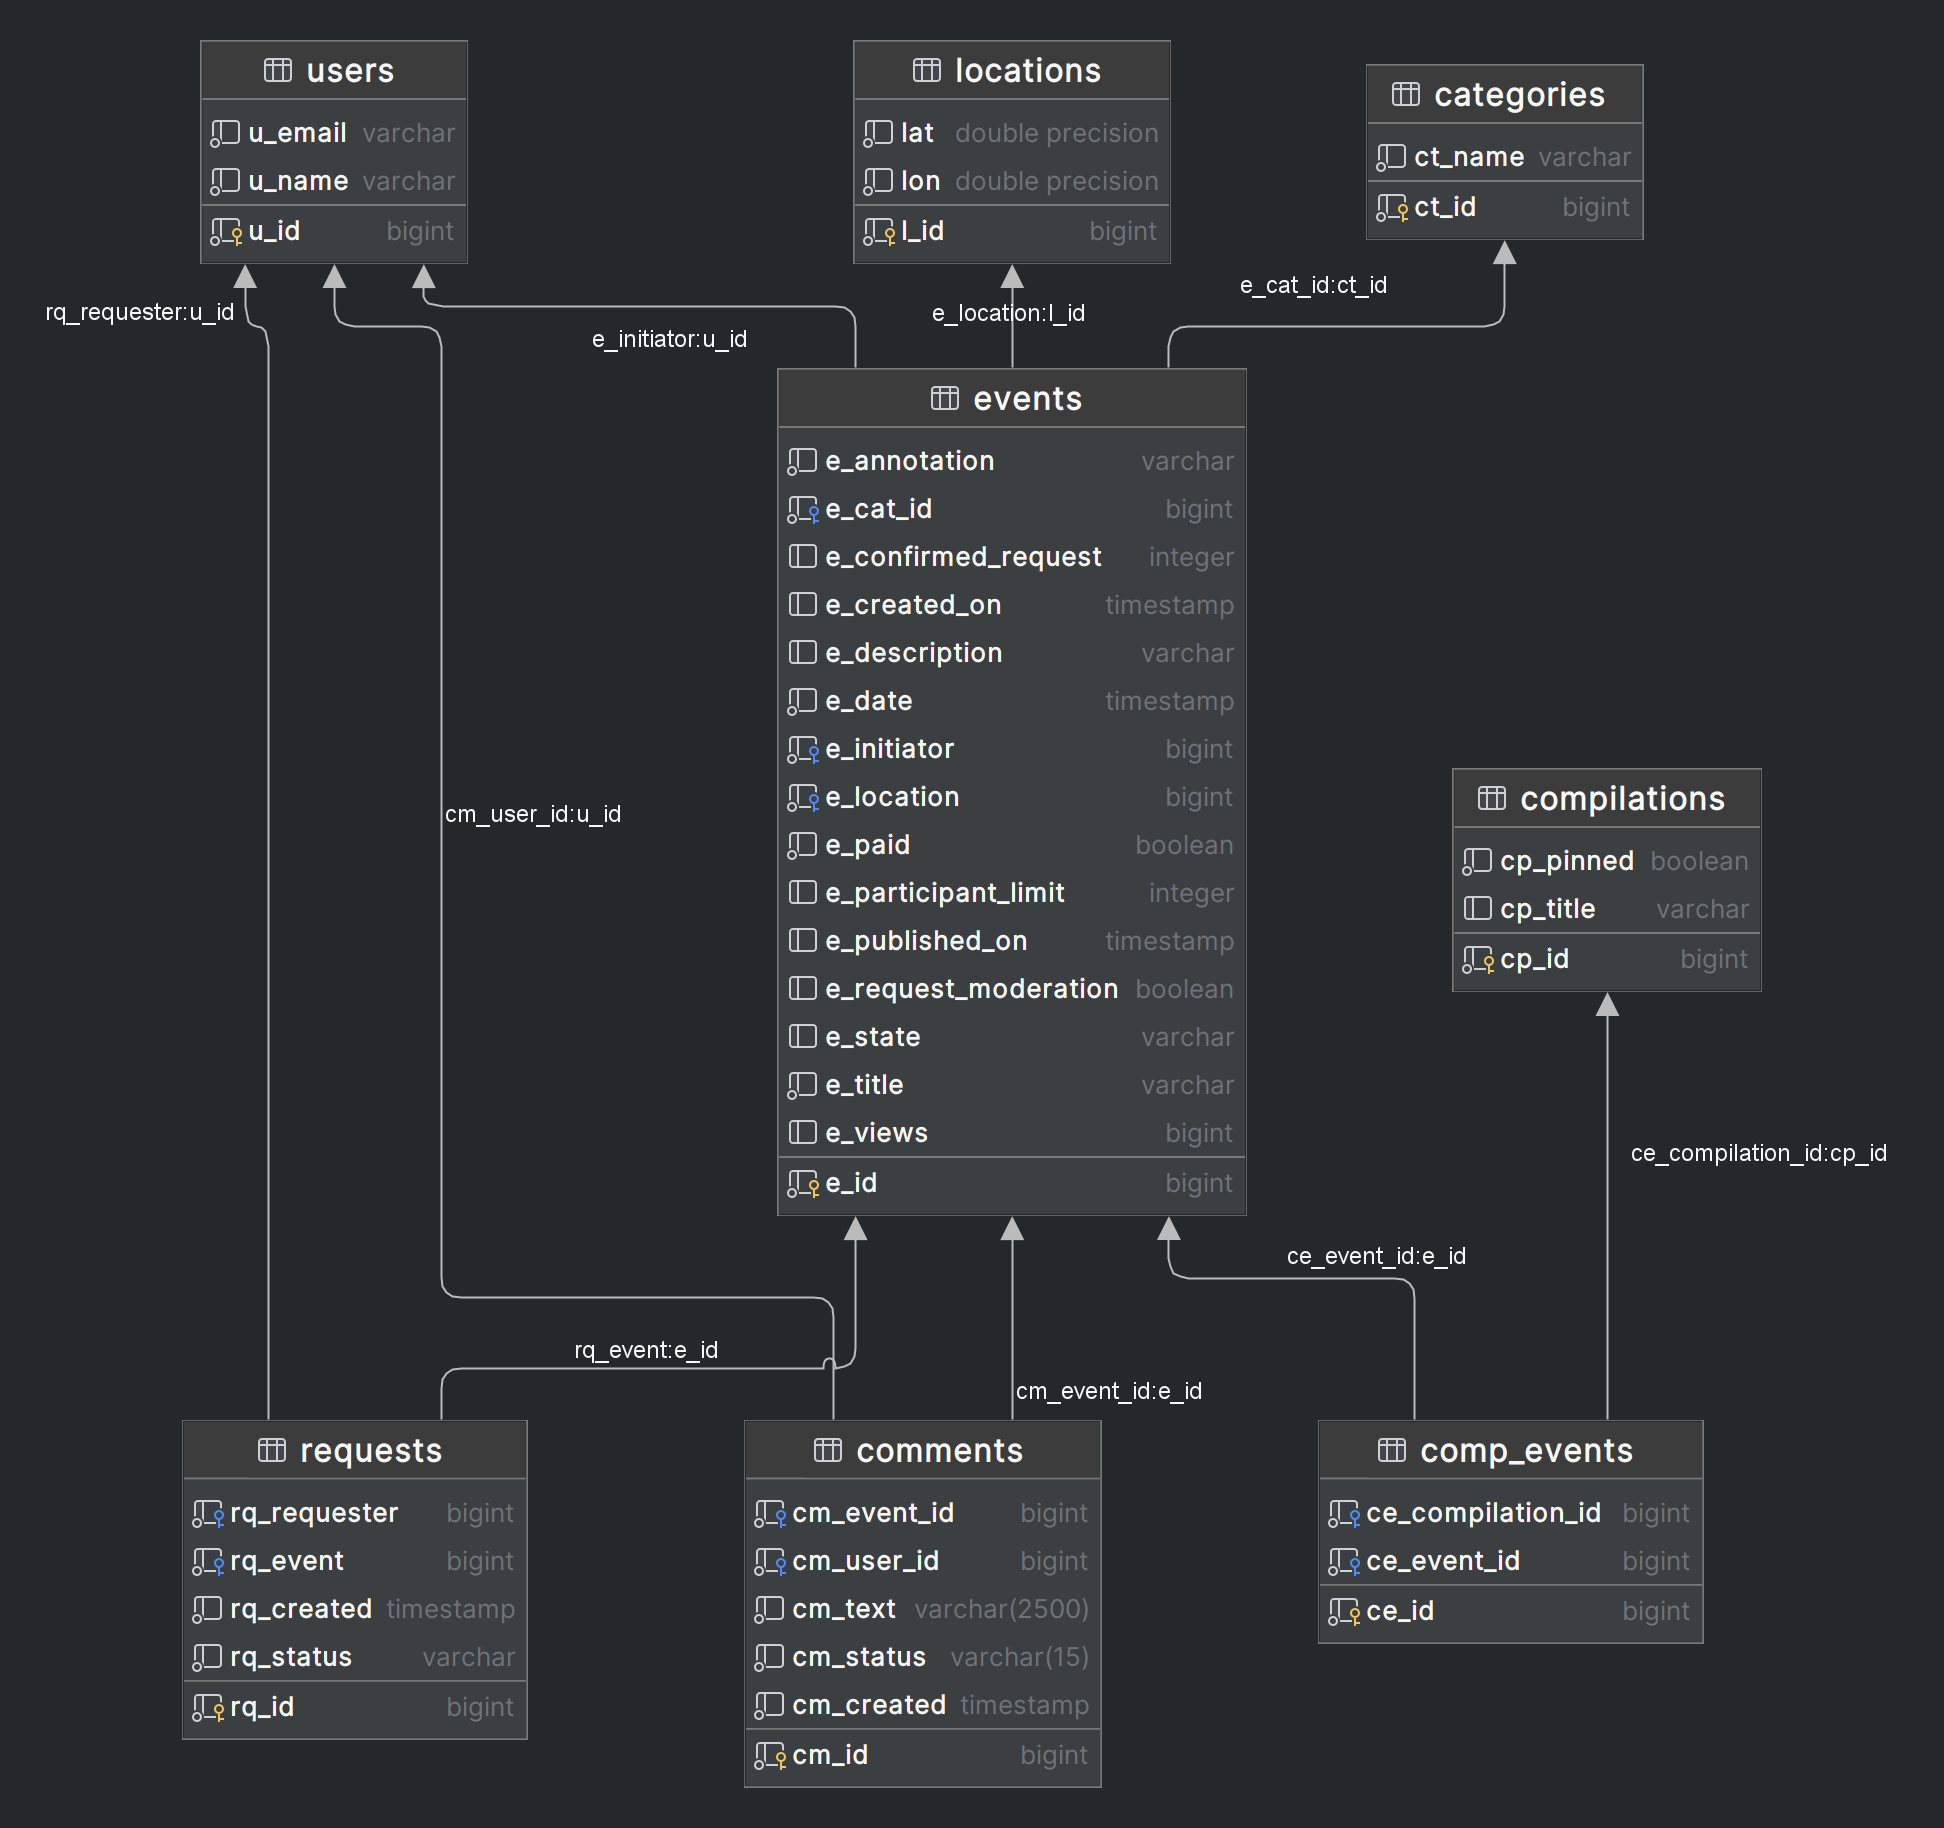 users
u_email varchar
u_name varchar
u_id bigint
locations
lat double precision
lon double precision
l_id bigint
categories
ct_name varchar
ct_id bigint
rq_requester:u_id
e_initiator:u_id
e_location:l_id
e_cat_id:ct_id
events
e_annotation varchar
e_cat_id bigint
e_confirmed_request integer
e_created_on timestamp
e_description varchar
e_date timestamp
e_initiator bigint
e_location bigint
e_paid boolean
e_participant_limit integer
e_published_on timestamp
e_request_moderation boolean
e_state varchar
e_title varchar
e_views bigint
e_id bigint
cm_user_id:u_id
compilations
cp_pinned boolean
cp_title varchar
cp_id bigint
ce_compilation_id:cp_id
ce_event_id:e_id
rq_event:e_id
cm_event_id:e_id
requests
rq_requester bigint
rq_event bigint
rq_created timestamp
rq_status varchar
rq_id bigint
comments
cm_event_id bigint
cm_user_id bigint
cm_text varchar(2500)
cm_status varchar(15)
cm_created timestamp
cm_id bigint
comp_events
ce_compilation_id bigint
ce_event_id bigint
ce_id bigint